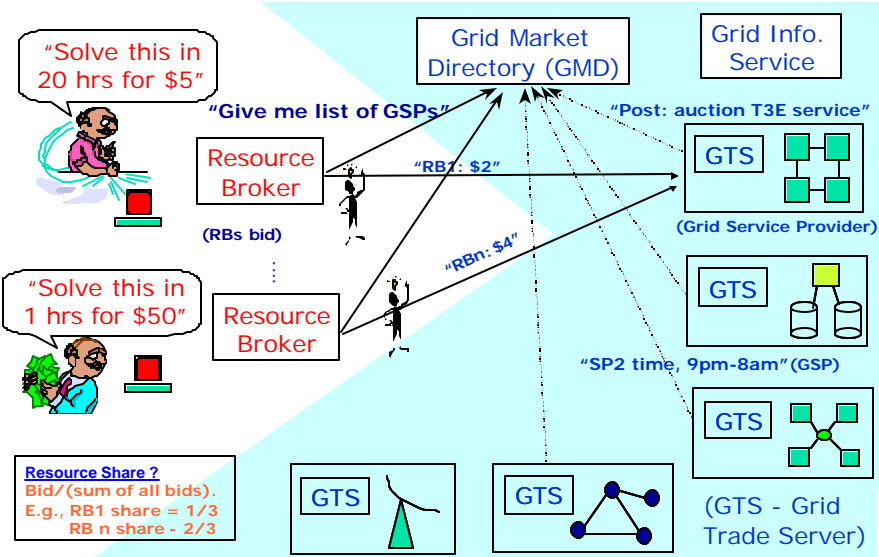 “Solve this in
20 hrs for $5”
Grid Market
Directory (GMD)
Grid Info.
Service
“Give me list of GSPs”
“Post: auction T3E service”
Resource
Broker
“RB1: $2”
GTS
(Grid Service Provider)
(RBs bid)
“RBn: $4”
GTS
“Solve this in
1 hrs for $50”
Resource
Broker
“SP2 time, 9pm-8am” (GSP)
GTS
Resource Share ?
Bid/(sum of all bids).
E.g., RB1 share = 1/3
RB n share - 2/3
GTS
GTS
(GTS - Grid
Trade Server)